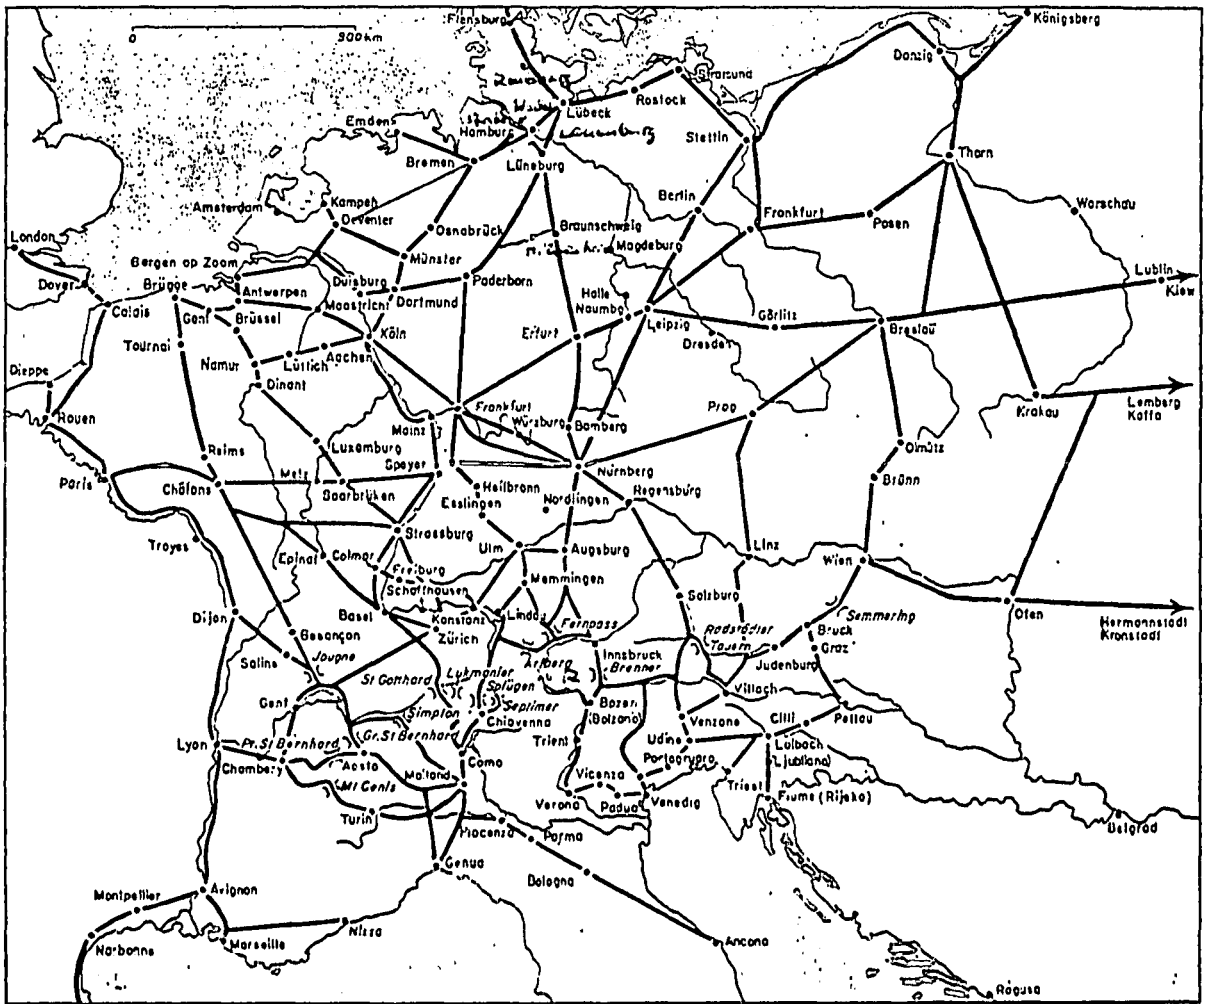 Flensburg
Königsberg
0 300 km
Danzig
Stralsund
Rostock
Lübeck
Emden
Hamburg
Lauenburg
Stettin
Bremen
Lüneburg
Thorn
Kampen
Berlin
Amsterdam
Deventer
Osnabrück
Braunschweig
Frankfurt
Posen
Warschau
London
Magdeburg
Münster
Bergen op Zoom
Lublin
Dover
Brügge
Duisburg
Paderborn
Kiew
Antwerpen
Dortmund
Halle
Calais
Gent
Brüssel
Maastricht
Naumbg
Leipzig
Görlitz
Breslau
Tournai
Köln
Erfurt
Dresden
Namur
Lüttich
Aachen
Dieppe
Dinant
Krakau
Lemberg
Kaffa
Rouen
Frankfurt
Mainz
Würzburg
Bamberg
Prag
Reims
Luxemburg
Olmütz
Speyer
Nürnberg
Paris
Metz
Brünn
Châlons
Saarbrüken
Heilbronn
Esslingen
Nördlingen
Regensburg
Troyes
Strassburg
Epinal
Colmar
Ulm
Augsburg
Linz
Wien
Freiburg
Schaffhausen
Memmingen
Salzburg
Dijon
Basel
Konstanz
Lindau
Fernpass
Semmering
Ofen
Hermannstadt
Kronstadt
Zürich
Besançon
Radstädter
Tauern
Bruck
Graz
Salins
Jougne
Innsbruck
Arlberg
Brenner
Judenburg
St Gotthard
Lukmanier
Splügen
Septimer
Villach
Genf
Simplon
Chiavenna
Bozen
(Bolzano)
Venzone
Cilli
Pettau
Lyon
Pt.St Bernhard
Gr.St Bernhard
Trient
Udine
Laibach
(Ljubljana)
Chambery
Aosta
Como
Mailand
Portogruaro
Mt Cenis
Vicenza
Triest
Turin
Verona
Padua
Venedig
Fiume (Rijeka)
Piacenza
Parma
Belgrad
Genua
Bologna
Montpellier
Avignon
Narbonne
Marseille
Nizza
Ancona
Ragusa